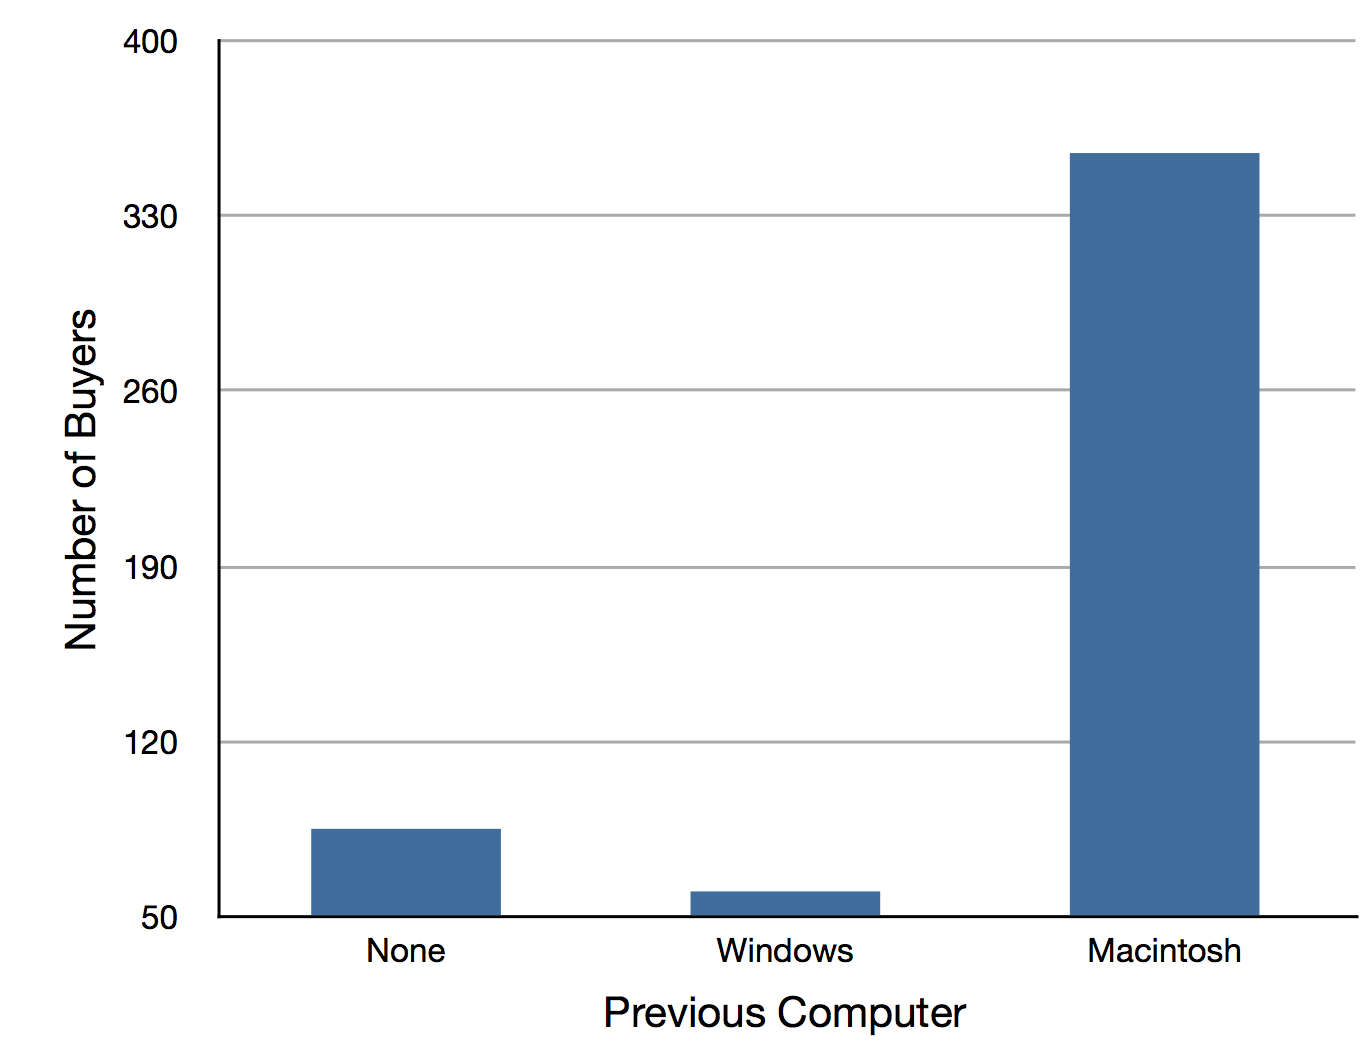 400
330
260
190
120
50
Number of Buyers
None
Windows
Macintosh
Previous Computer